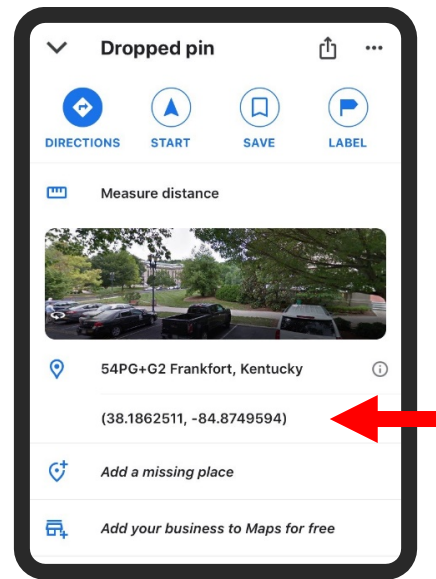 Dropped pin
DIRECTIONS START SAVE LABEL
Measure distance
54PG+G2 Frankfort, Kentucky
(38.1862511, -84.8749594)
Add a missing place
Add your business to Maps for free